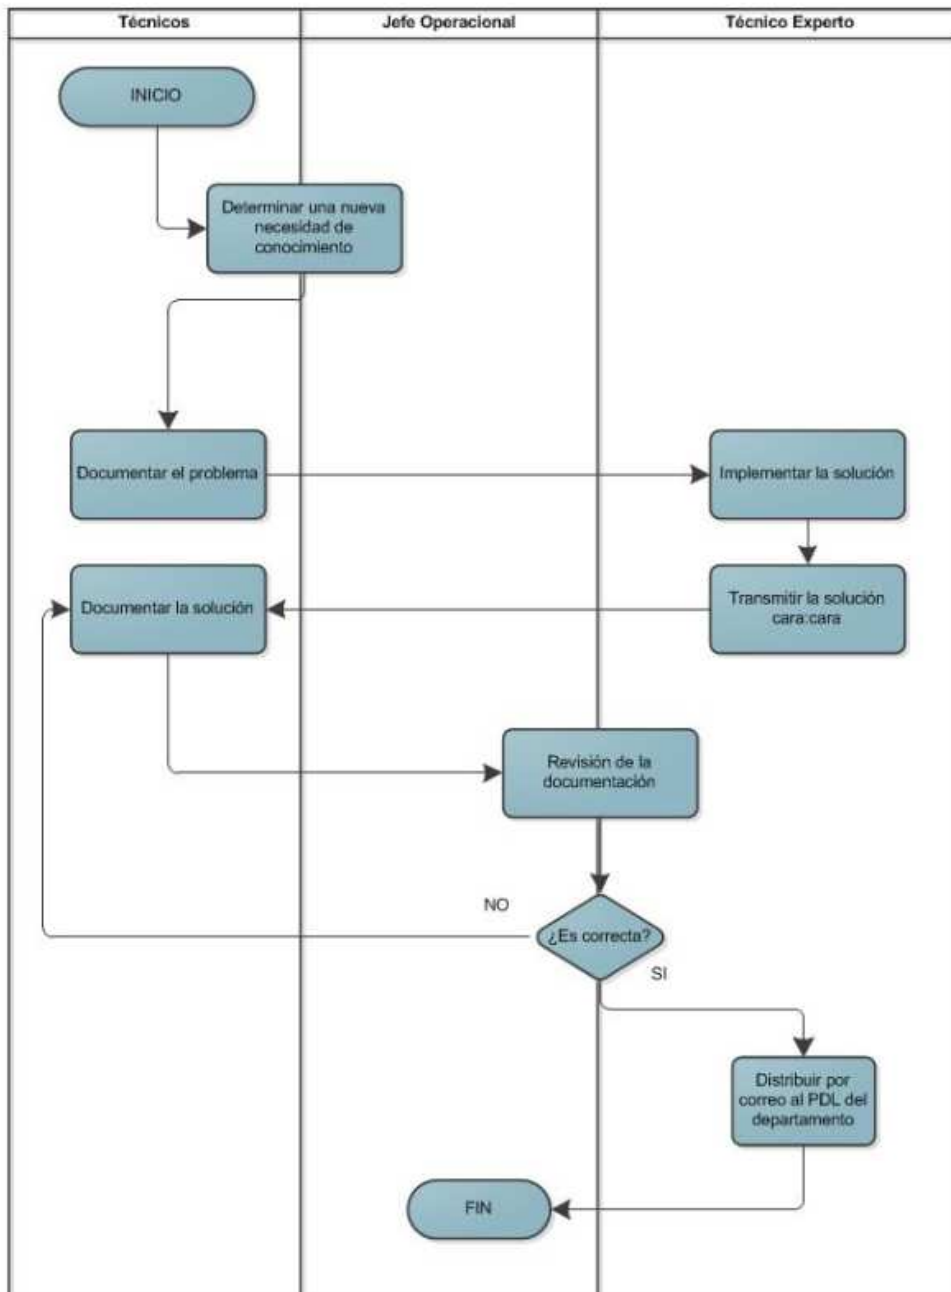 Técnicos
Jefe Operacional
Técnico Experto
INICIO
Determinar una nueva
necesidad de
conocimiento
Documentar el problema
Implementar la solución
Documentar la solución
Transmitir la solución
cara:cara
Revisión de la
documentación
NO
¿Es correcta?
SI
Distribuir por
correo al PDL del
departamento
FIN